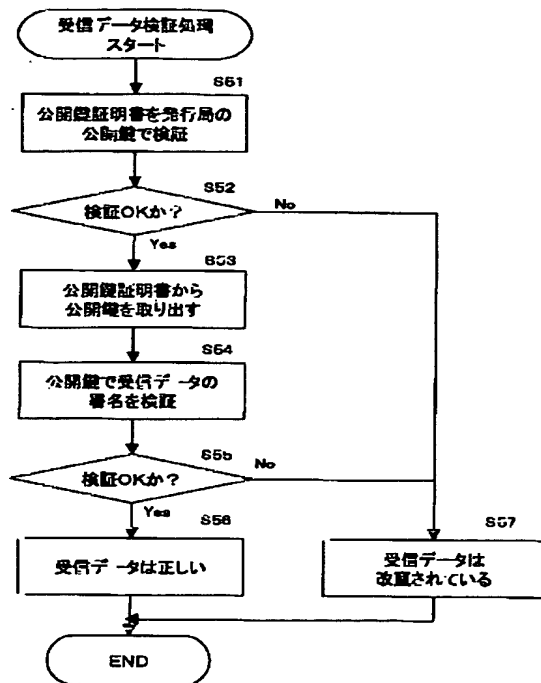 受信データ検証処理
スタート
S51
公開鍵証明書を発行局の
公開鍵で検証
S52
検証OKか？
No
Yes
S53
公開鍵証明書から
公開鍵を取り出す
S54
公開鍵で受信データの
署名を検証
S55
検証OKか？
No
Yes
S56
受信データは正しい
S57
受信データは
改竄されている
END